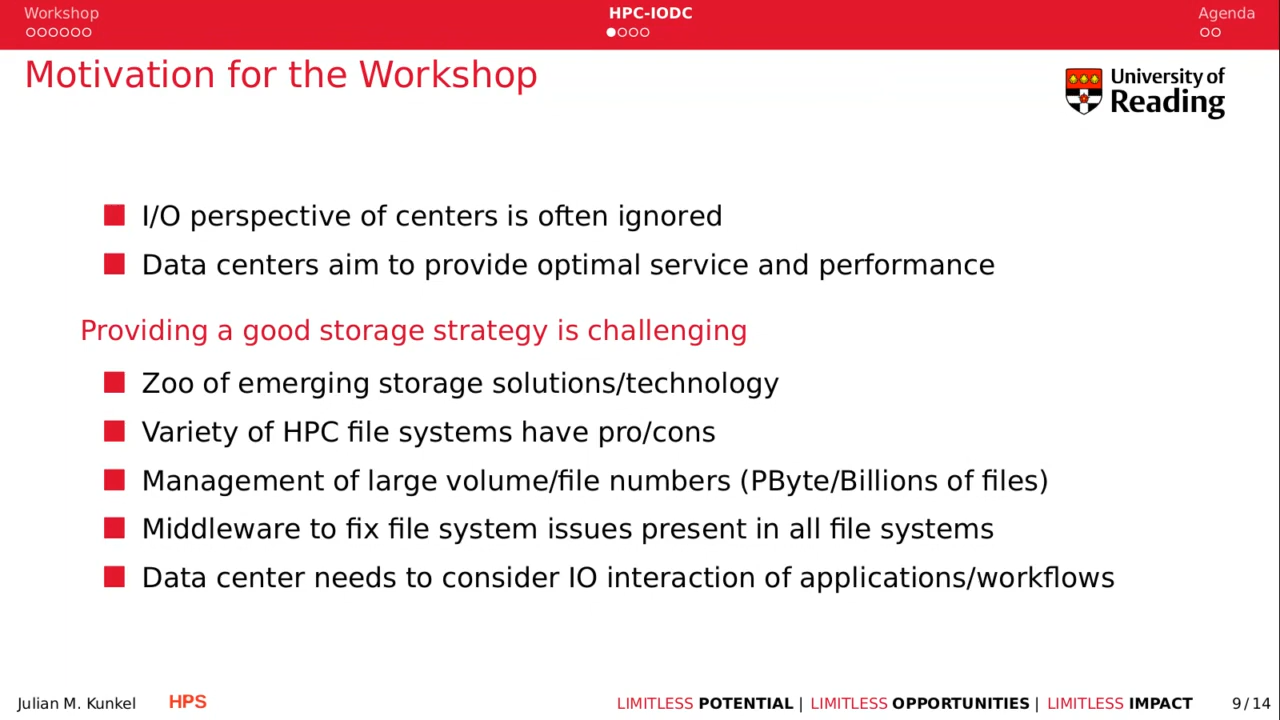 Workshop
HPC-IODC
Agenda
Motivation for the Workshop
University of
Reading
I/O perspective of centers is often ignored
Data centers aim to provide optimal service and performance
Providing a good storage strategy is challenging
Zoo of emerging storage solutions/technology
Variety of HPC file systems have pro/cons
Management of large volume/file numbers (PByte/Billions of files)
Middleware to fix file system issues present in all file systems
Data center needs to consider IO interaction of applications/workflows
Julian M. Kunkel
HPS
LIMITLESS POTENTIAL | LIMITLESS OPPORTUNITIES | LIMITLESS IMPACT
9/14